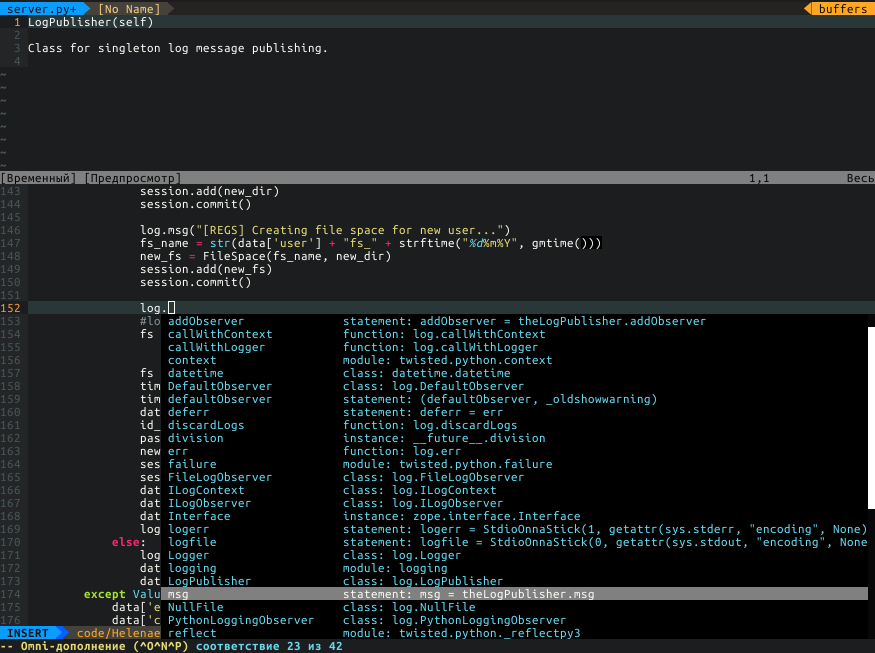 server.py+ [No Name] buffers
1 LogPublisher(self)
2
3 Class for singleton log message publishing.
4
~
~
~
~
~
~
~
~
[Временный] [Предпросмотр] 1,1 Весь
143 session.add(new_dir)
144 session.commit()
145
146 log.msg("[REGS] Creating file space for new user...")
147 fs_name = str(data['user'] + "fs_" + strftime("%d%m%Y", gmtime()))
148 new_fs = FileSpace(fs_name, new_dir)
149 session.add(new_fs)
150 session.commit()
151
152 log.
153 #lo addObserver statement: addObserver = theLogPublisher.addObserver
154 fs callWithContext function: log.callWithContext
155 callWithLogger function: log.callWithLogger
156 context module: twisted.python.context
157 fs datetime class: datetime.datetime
158 tim DefaultObserver class: log.DefaultObserver
159 tim defaultObserver statement: (defaultObserver, _oldshowwarning)
160 dat deferr statement: deferr = err
161 id_ discardLogs function: log.discardLogs
162 pas division instance: __future__.division
163 new err function: log.err
164 ses failure module: twisted.python.failure
165 ses FileLogObserver class: log.FileLogObserver
166 dat ILogContext class: log.ILogContext
167 dat ILogObserver class: log.ILogObserver
168 dat Interface instance: zope.interface.Interface
169 log logerr statement: logerr = StdioOnnaStick(1, getattr(sys.stderr, "encoding", None)
170 else: logfile statement: logfile = StdioOnnaStick(0, getattr(sys.stdout, "encoding", None
171 log Logger class: log.Logger
172 dat logging module: logging
173 dat LogPublisher class: log.LogPublisher
174 except Valu msg statement: msg = theLogPublisher.msg
175 data['e NullFile class: log.NullFile
176 data['c PythonLoggingObserver class: log.PythonLoggingObserver
INSERT code/Helenae reflect module: twisted.python._reflectpy3
-- Omni-дополнение (^O^N^P) соответствие 23 из 42